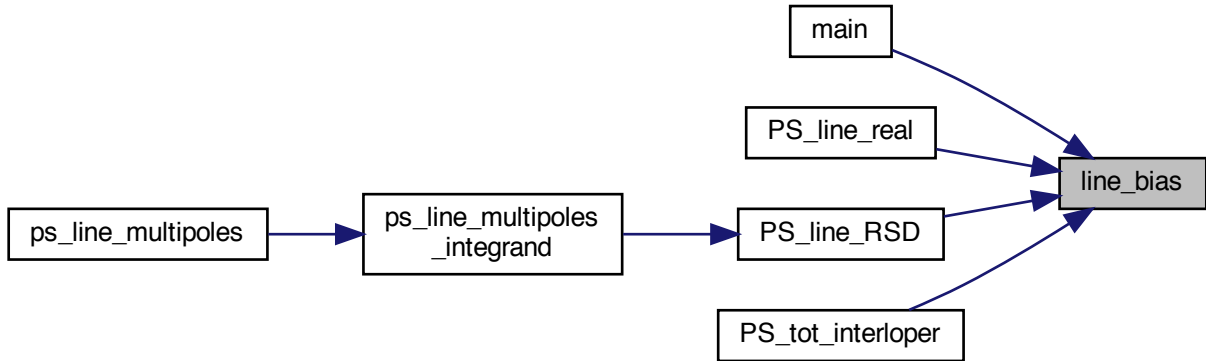 main
PS_line_real
line_bias
ps_line_multipoles
ps_line_multipoles
_integrand
PS_line_RSD
PS_tot_interloper